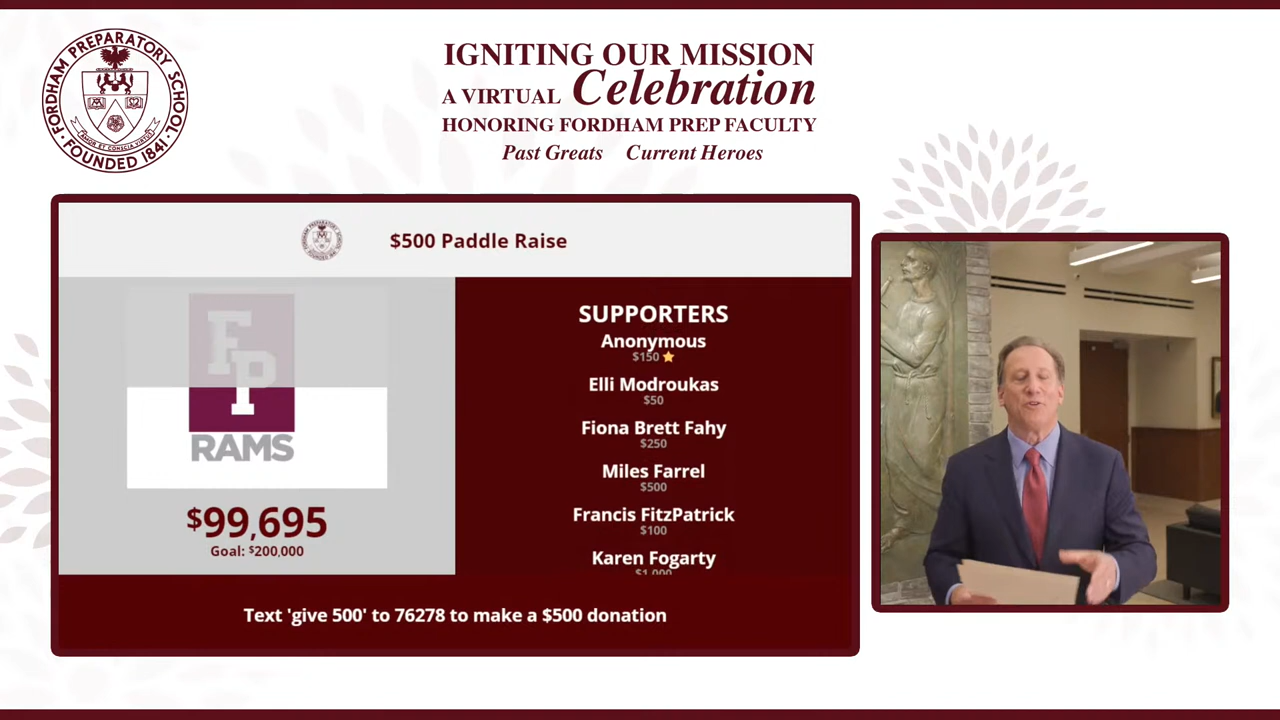 FORDHAM PREPARATORY SCHOOL
FOUNDED 1841
IGNITING OUR MISSION
A VIRTUAL Celebration
HONORING FORDHAM PREP FACULTY
Past Greats Current Heroes
$500 Paddle Raise
FP
RAMS
$99,695
Goal: $200,000
SUPPORTERS
Anonymous
$150
Elli Modroukas
$50
Fiona Brett Fahy
$250
Miles Farrel
$500
Francis FitzPatrick
$100
Karen Fogarty
$1,000
Text 'give 500' to 76278 to make a $500 donation